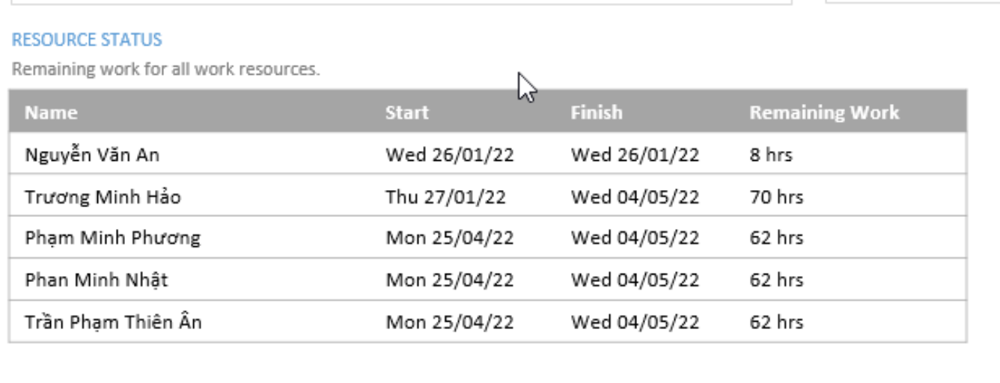 RESOURCE STATUS
Remaining work for all work resources.
Name Start Finish Remaining Work
Nguyễn Văn An Wed 26/01/22 Wed 26/01/22 8 hrs
Trương Minh Hảo Thu 27/01/22 Wed 04/05/22 70 hrs
Phạm Minh Phương Mon 25/04/22 Wed 04/05/22 62 hrs
Phan Minh Nhật Mon 25/04/22 Wed 04/05/22 62 hrs
Trần Phạm Thiên Ân Mon 25/04/22 Wed 04/05/22 62 hrs